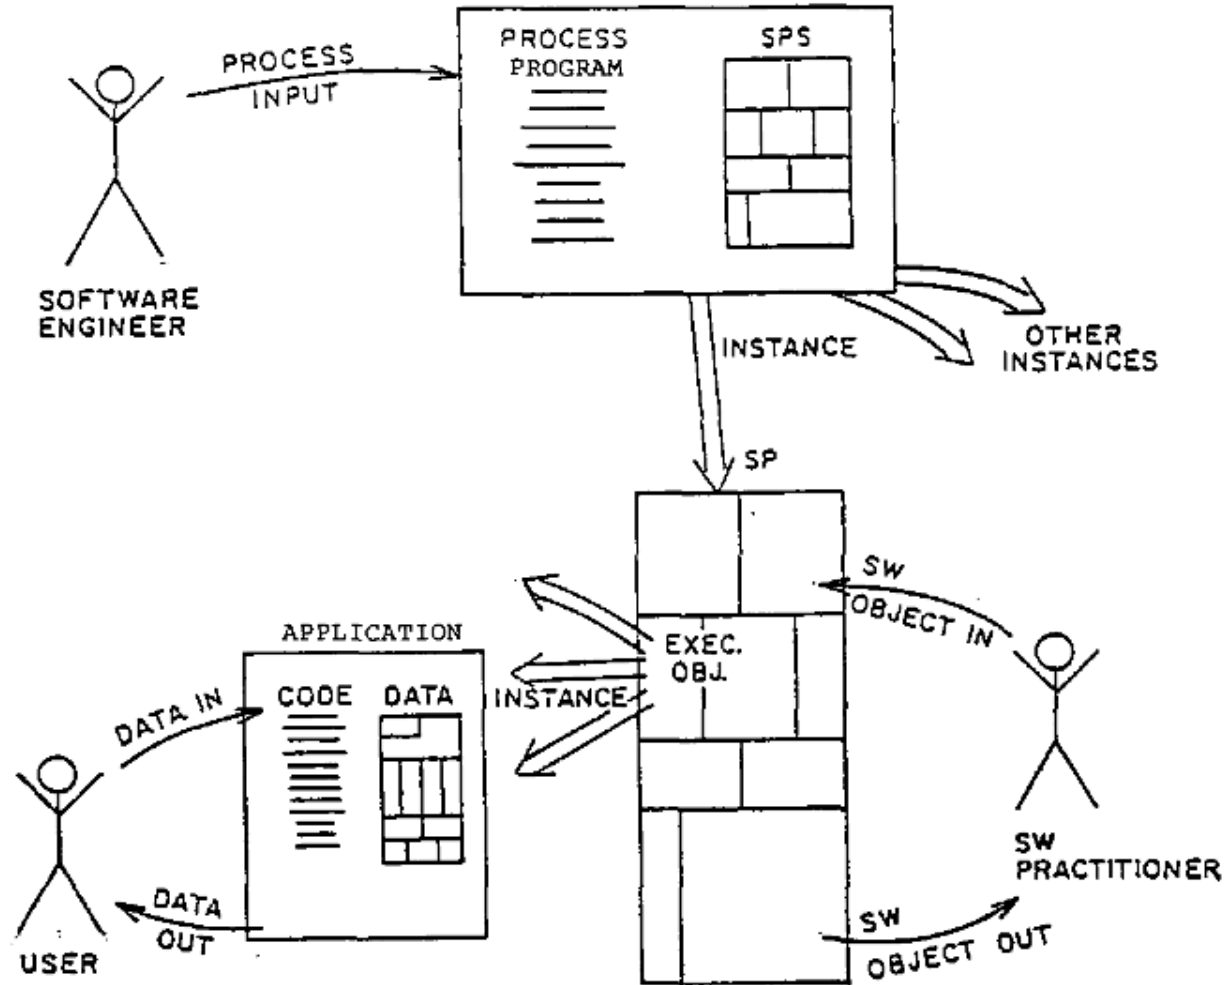 PROCESS
INPUT
PROCESS
PROGRAM
SPS
SOFTWARE
ENGINEER
INSTANCE
OTHER
INSTANCES
SP
SW
OBJECT IN
APPLICATION
EXEC.
OBJ.
CODE DATA
INSTANCE
DATA IN
SW
PRACTITIONER
DATA
OUT
USER
SW
OBJECT OUT